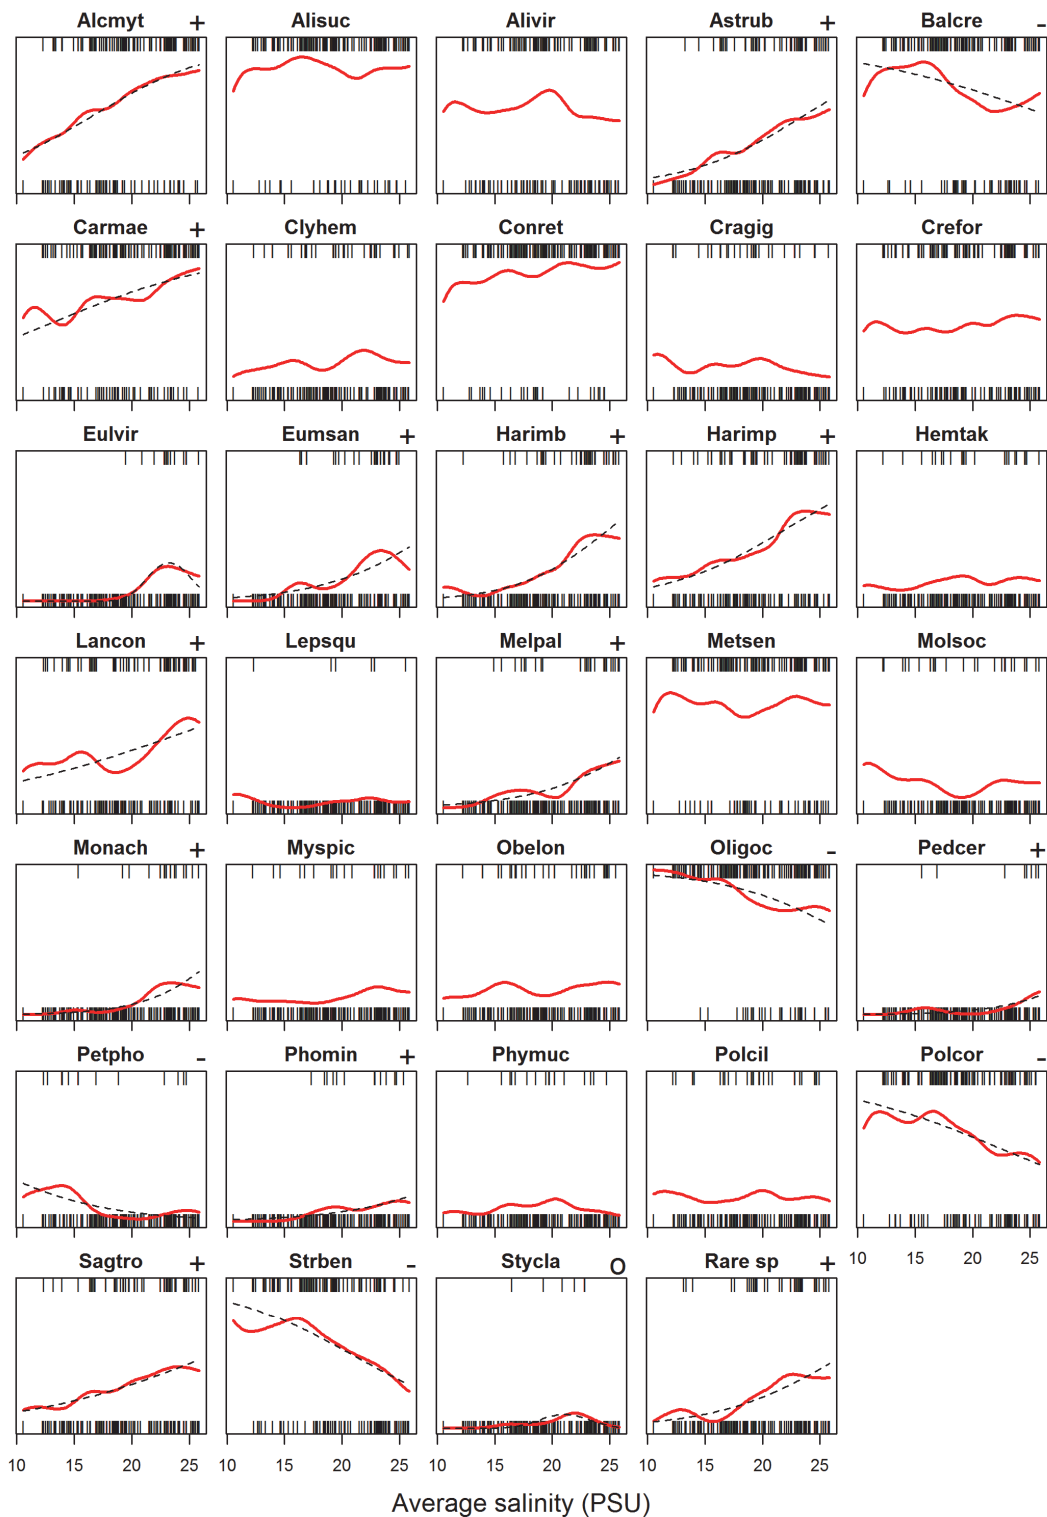 Alcmyt + Alisuc Alivir Astrub + Balcre -
Carmae + Clyhem Conret Cragig Crefor
Eulvir Eumsan + Harimb + Harimp + Hemtak
Lancon + Lepsqu Melpal + Metsen Molsoc
Monach + Myspic Obelon Oligoc - Pedcer +
Petpho - Phomin + Phymuc Polcil Polcor -
10 15 20 25
Sagtro + Strben - Stycla O Rare sp +
10 15 20 25 10 15 20 25 10 15 20 25 10 15 20 25
Average salinity (PSU)